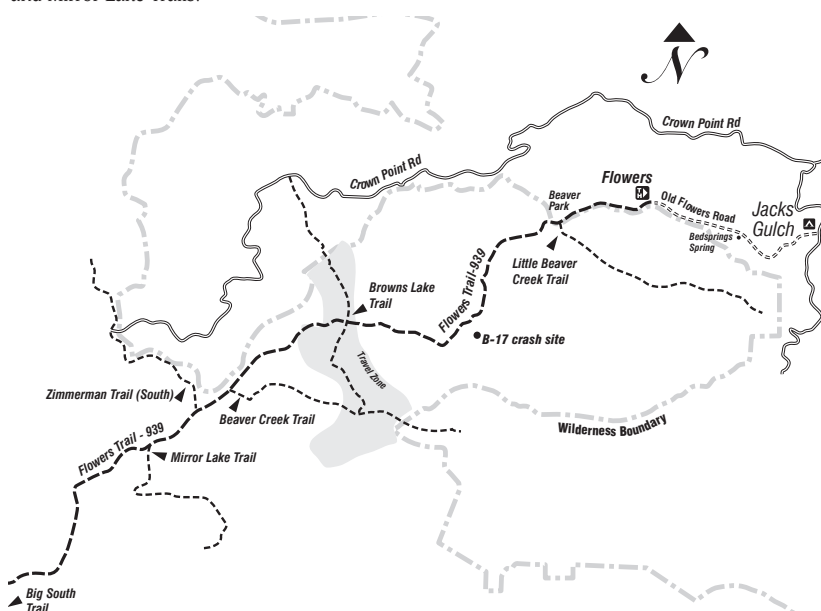 and Mirror Lake Trails.
N
Crown Point Rd
Crown Point Rd
Flowers
TH
Beaver
Park
Old Flowers Road
Jacks
Gulch
Bedsprings
Spring
Little Beaver
Creek Trail
Flowers Trail-939
Browns Lake
Trail
B-17 crash site
Travel Zone
Zimmerman Trail (South)
Beaver Creek Trail
Wilderness Boundary
Flowers Trail - 939
Mirror Lake Trail
Big South
Trail